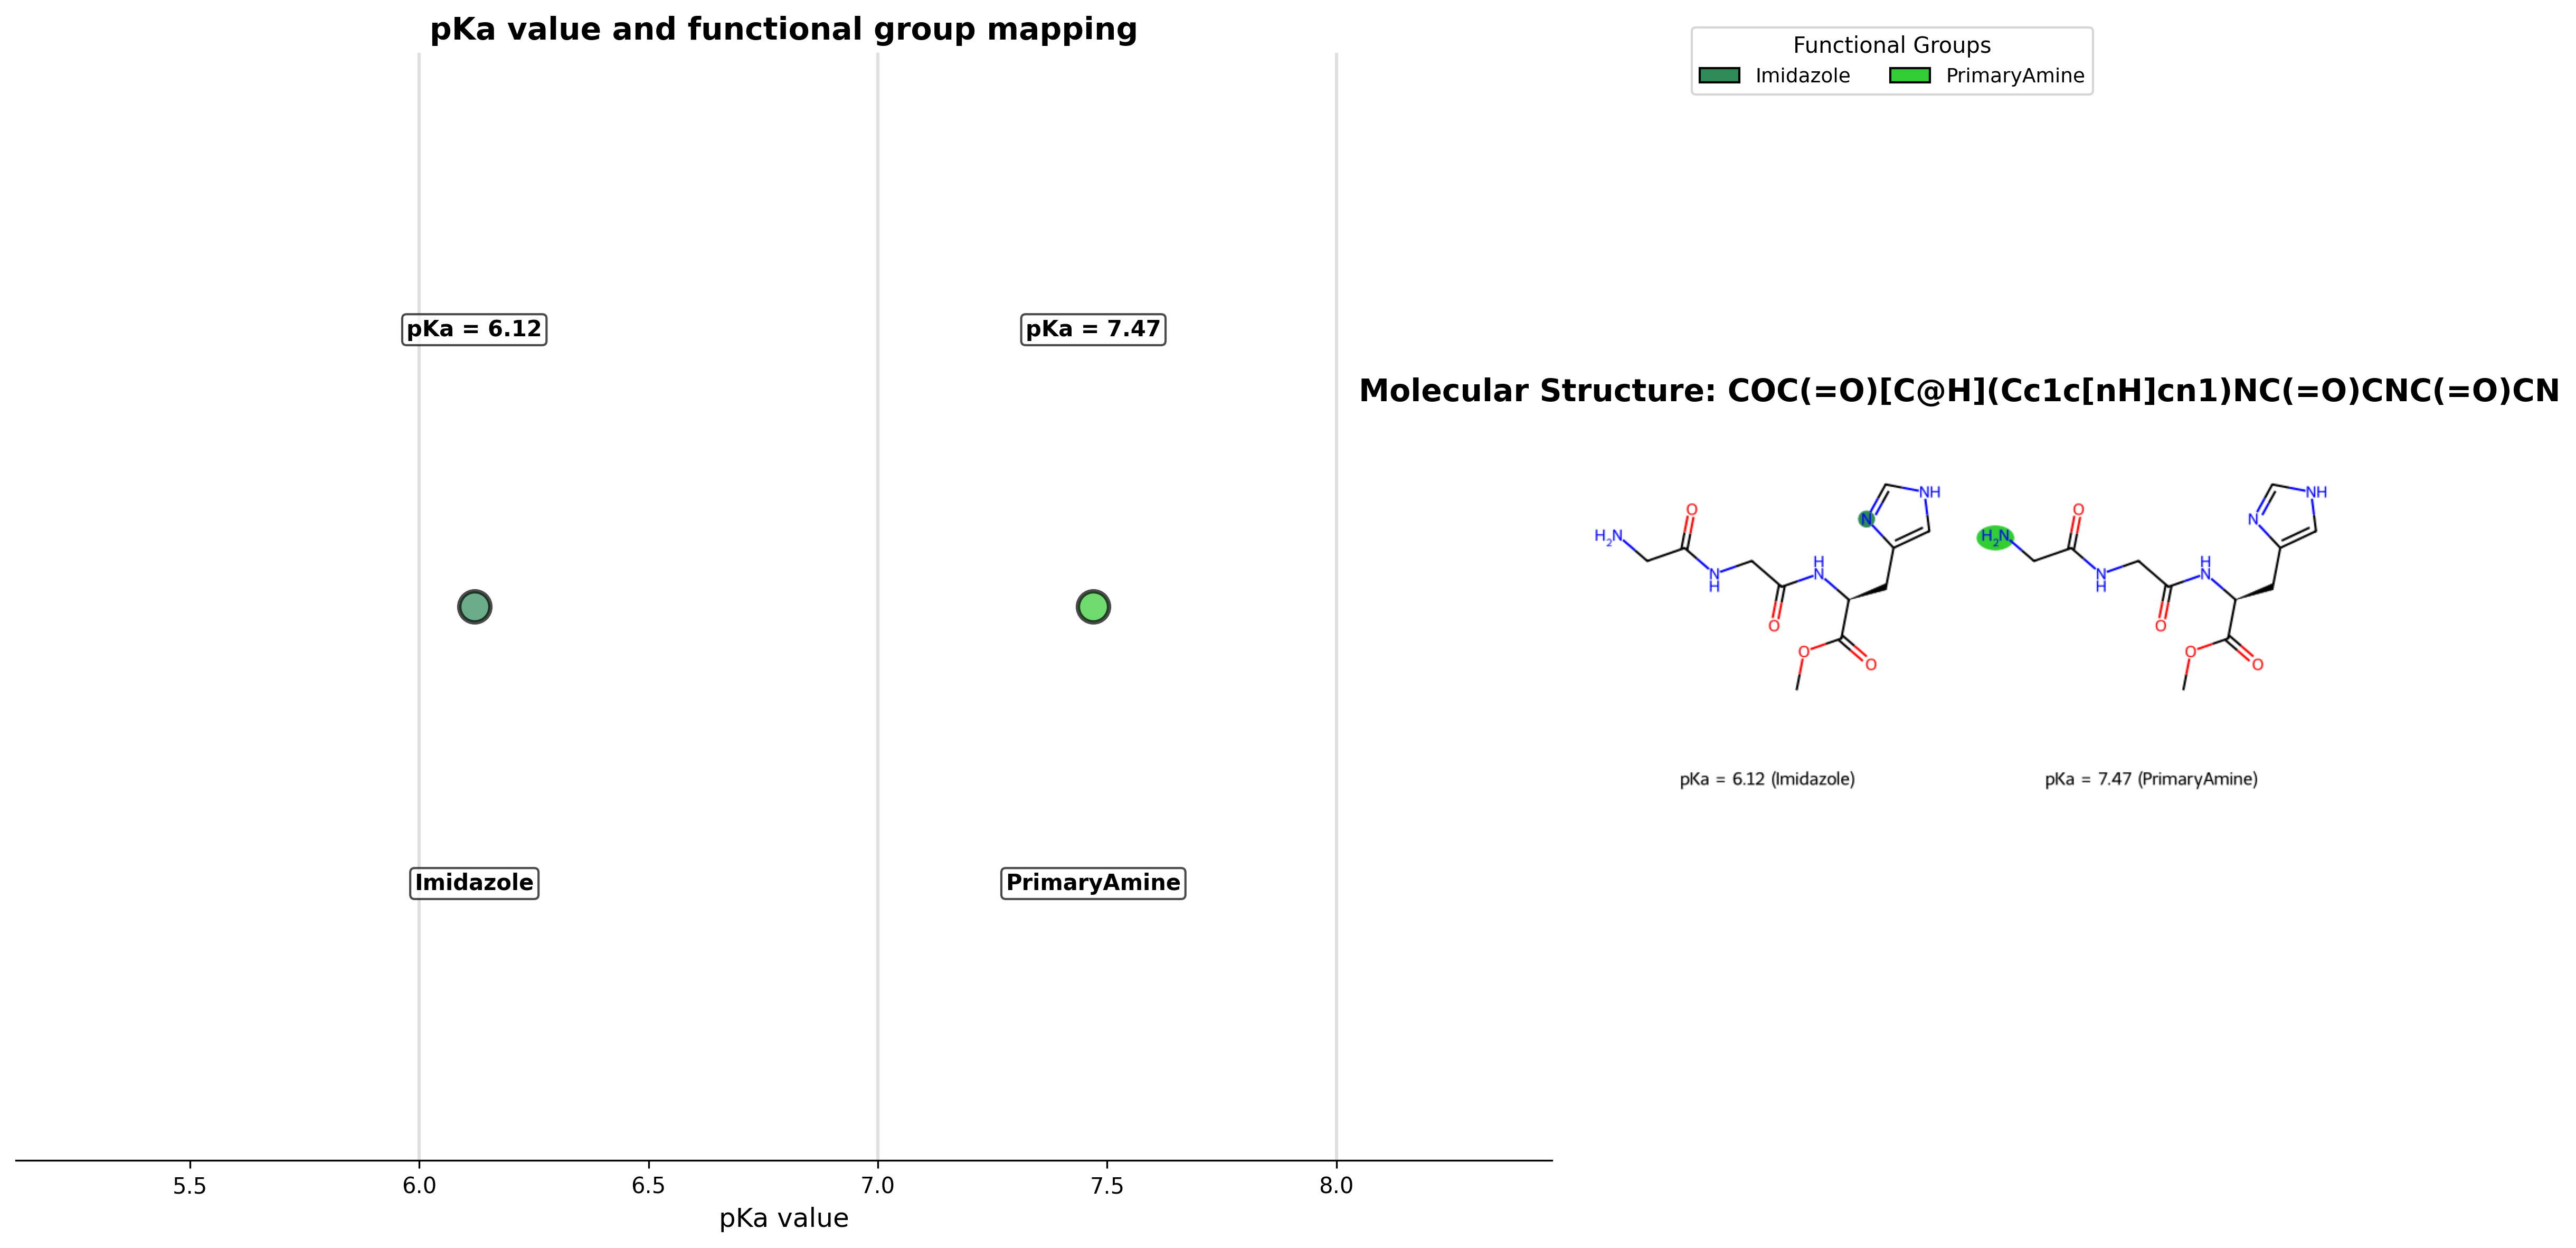 pKa value and functional group mapping
pKa = 6.12
pKa = 7.47
Imidazole
PrimaryAmine
5.5
6.0
6.5
7.0
7.5
8.0
pKa value
Functional Groups
Imidazole
PrimaryAmine
Molecular Structure: COC(=O)[C@H](Cc1c[nH]cn1)NC(=O)CNC(=O)CN
H2N
O
N
H
O
H
N
O
O
N
NH
pKa = 6.12 (Imidazole)
H2N
O
N
H
O
H
N
O
O
N
NH
pKa = 7.47 (PrimaryAmine)